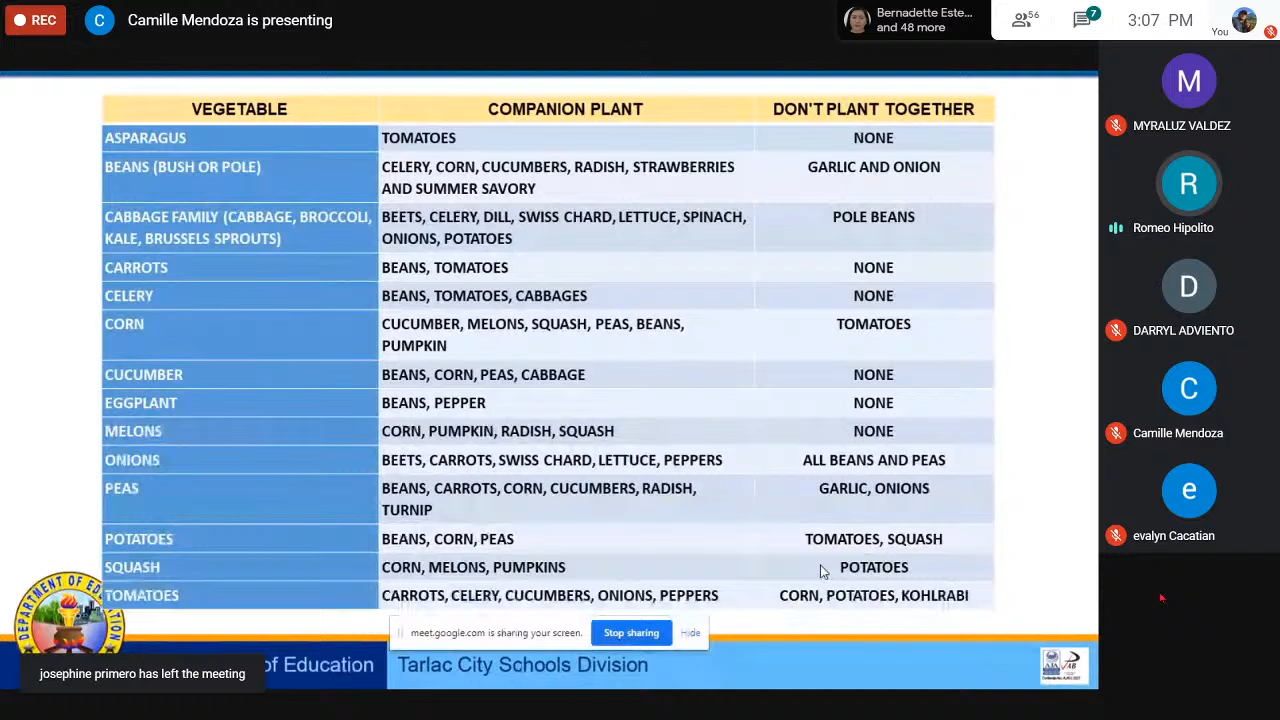 REC
C
Camille Mendoza is presenting
Bernadette Este...
and 48 more
56
7
3:07 PM
You
VEGETABLE COMPANION PLANT DON'T PLANT TOGETHER
ASPARAGUS TOMATOES NONE
BEANS (BUSH OR POLE) CELERY, CORN, CUCUMBERS, RADISH, STRAWBERRIES GARLIC AND ONION
AND SUMMER SAVORY
CABBAGE FAMILY (CABBAGE, BROCCOLI, BEETS, CELERY, DILL, SWISS CHARD, LETTUCE, SPINACH, POLE BEANS
KALE, BRUSSELS SPROUTS) ONIONS, POTATOES
CARROTS BEANS, TOMATOES NONE
CELERY BEANS, TOMATOES, CABBAGES NONE
CORN CUCUMBER, MELONS, SQUASH, PEAS, BEANS, TOMATOES
PUMPKIN
CUCUMBER BEANS, CORN, PEAS, CABBAGE NONE
EGGPLANT BEANS, PEPPER NONE
MELONS CORN, PUMPKIN, RADISH, SQUASH NONE
ONIONS BEETS, CARROTS, SWISS CHARD, LETTUCE, PEPPERS ALL BEANS AND PEAS
PEAS BEANS, CARROTS, CORN, CUCUMBERS, RADISH, GARLIC, ONIONS
TURNIP
POTATOES BEANS, CORN, PEAS TOMATOES, SQUASH
SQUASH CORN, MELONS, PUMPKINS POTATOES
TOMATOES CARROTS, CELERY, CUCUMBERS, ONIONS, PEPPERS CORN, POTATOES, KOHLRABI
DEPARTMENT OF EDUCATION
meet.google.com is sharing your screen. Stop sharing Hide
of Education Tarlac City Schools Division
josephine primero has left the meeting
M
MYRALUZ VALDEZ
R
Romeo Hipolito
D
DARRYL ADVIENTO
C
Camille Mendoza
e
evalyn Cacatian